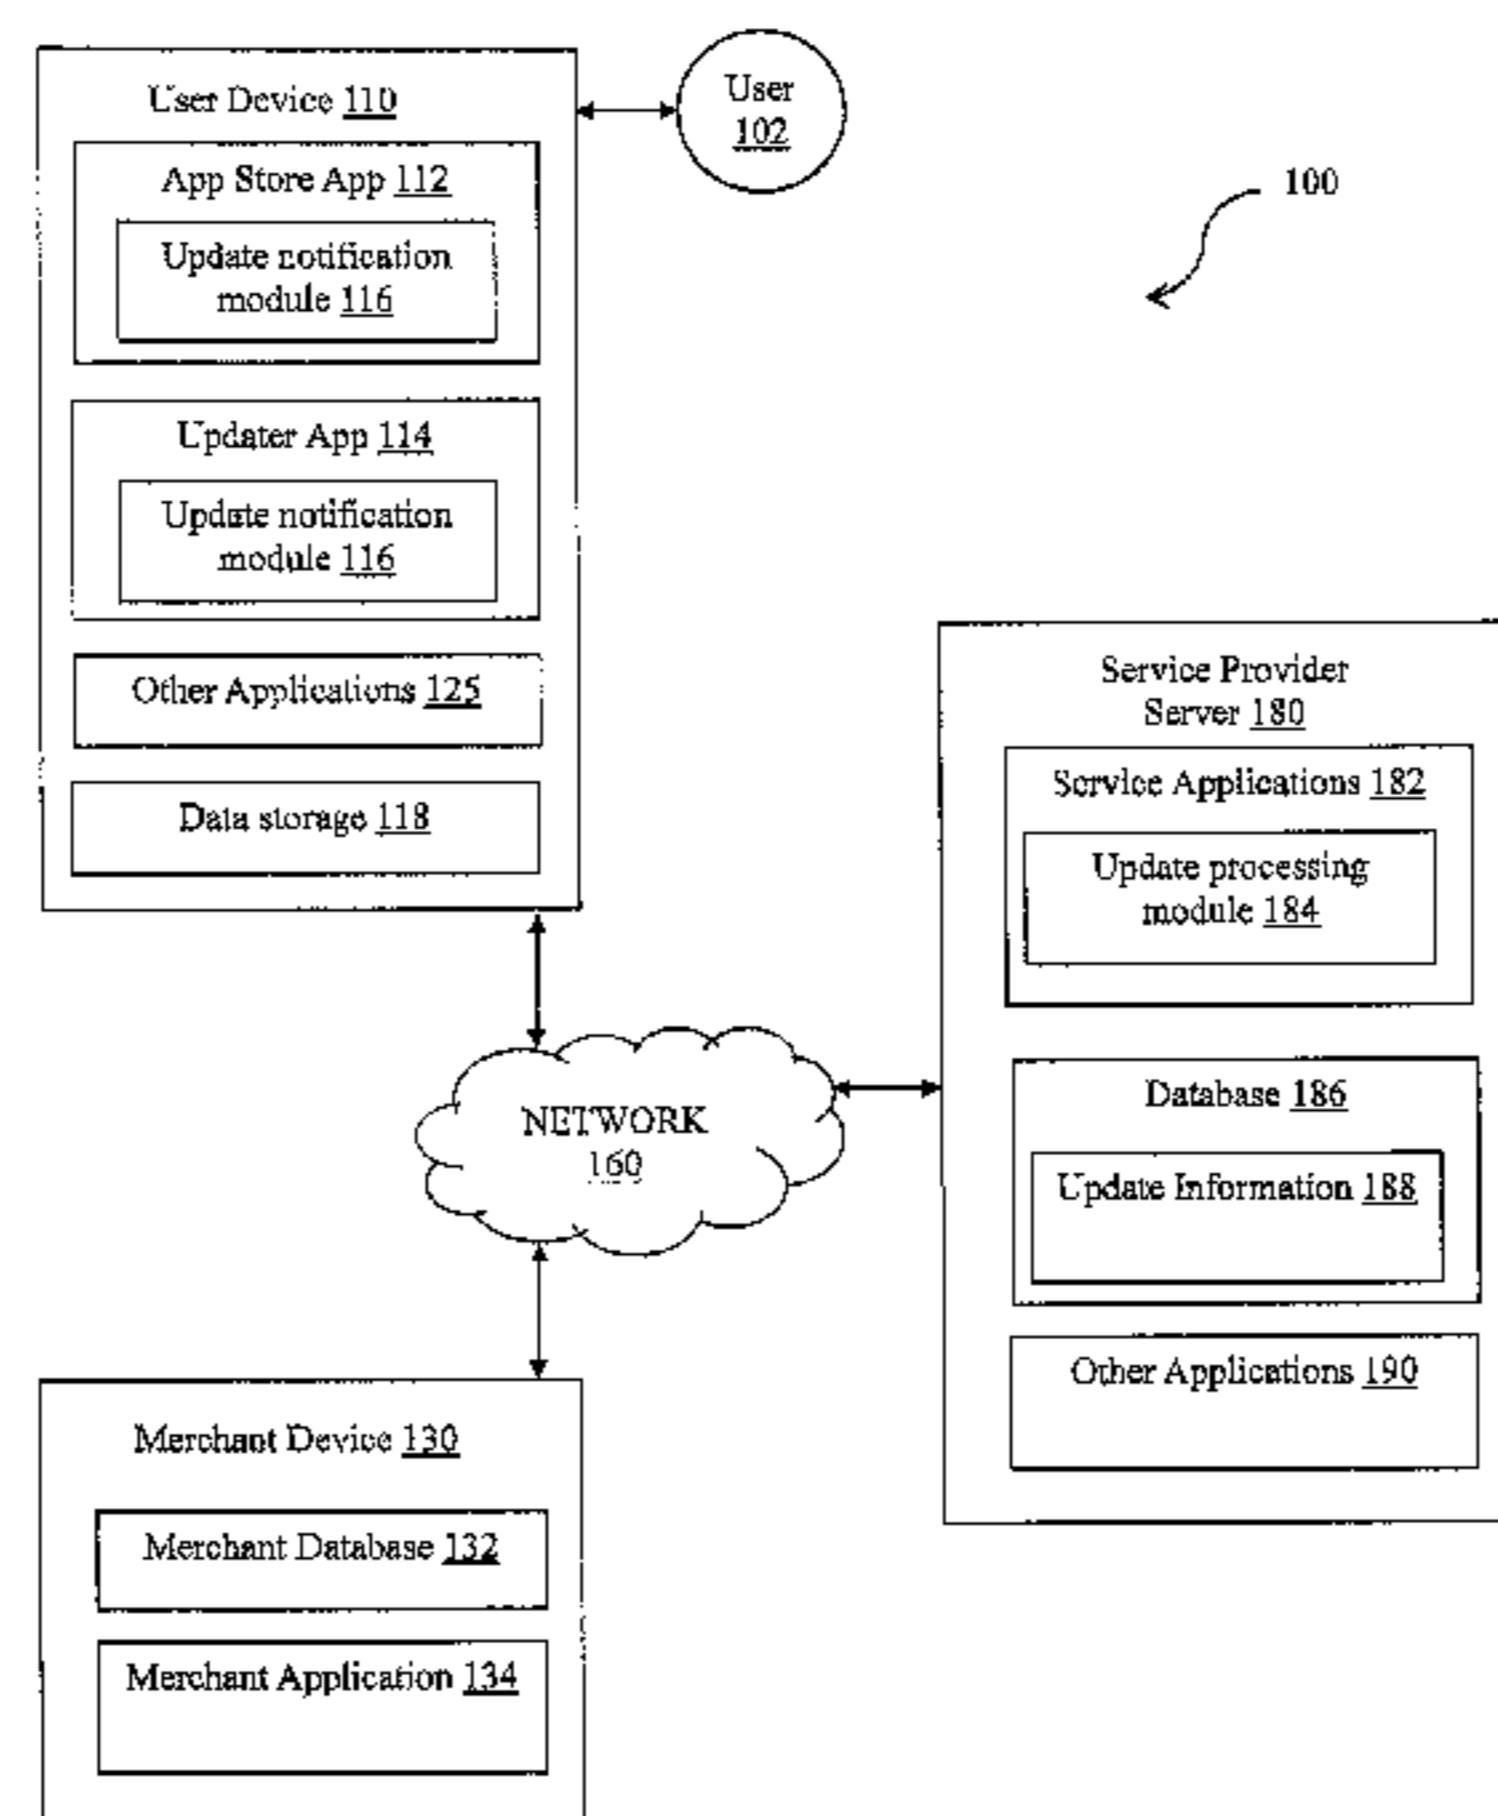 User Device 110
App Store App 112
Update notification
module 116
Updater App 114
Update notification
module 116
Other Applications 125
Data storage 118
User
102
100
Service Provider
Server 180
Service Applications 182
Update processing
module 184
Database 186
Update Information 188
Other Applications 190
NETWORK
160
Merchant Device 130
Merchant Database 132
Merchant Application 134